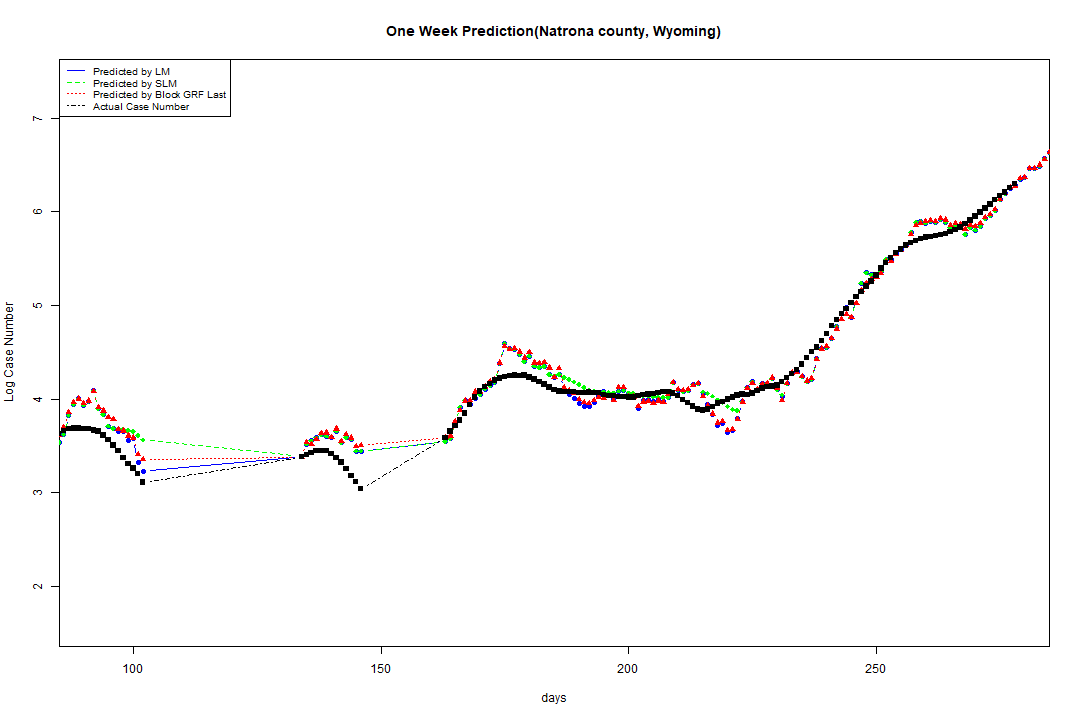 One Week Prediction(Natrona county, Wyoming)
Predicted by LM
Predicted by SLM
Predicted by Block GRF Last
Actual Case Number
Log Case Number
7
6
5
4
3
2
100
150
200
250
days